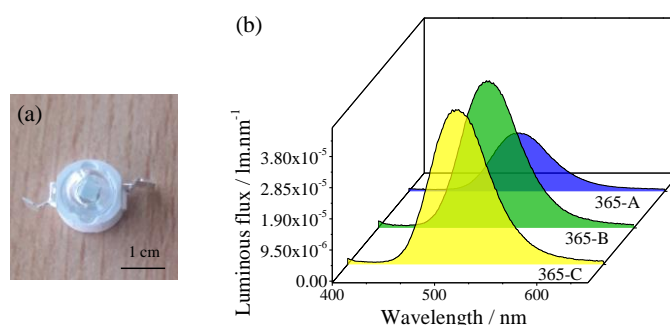 (a)
1 cm
(b)
Luminous flux / lm.nm⁻¹
3.80x10⁻⁵
2.85x10⁻⁵
1.90x10⁻⁵
9.50x10⁻⁶
0.00
400
500
600
Wavelength / nm
365-A
365-B
365-C